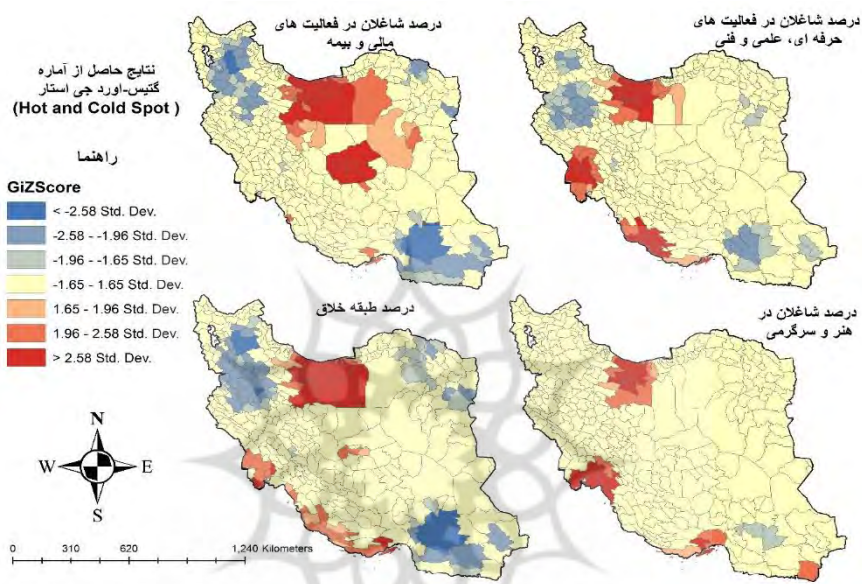 درصد شاغلان در فعالیت های
مالی و بیمه
درصد شاغلان در فعالیت های
حرفه ای، علمی و فنی
نتایج حاصل از آماره
گتیس-اورد جی استار
(Hot and Cold Spot )
راهنما
GiZScore
< -2.58 Std. Dev.
-2.58 - -1.96 Std. Dev.
-1.96 - -1.65 Std. Dev.
-1.65 - 1.65 Std. Dev.
1.65 - 1.96 Std. Dev.
1.96 - 2.58 Std. Dev.
> 2.58 Std. Dev.
درصد طبقه خلاق
درصد شاغلان در
هنر و سرگرمی
N
W E
S
0 310 620 1,240 Kilometers